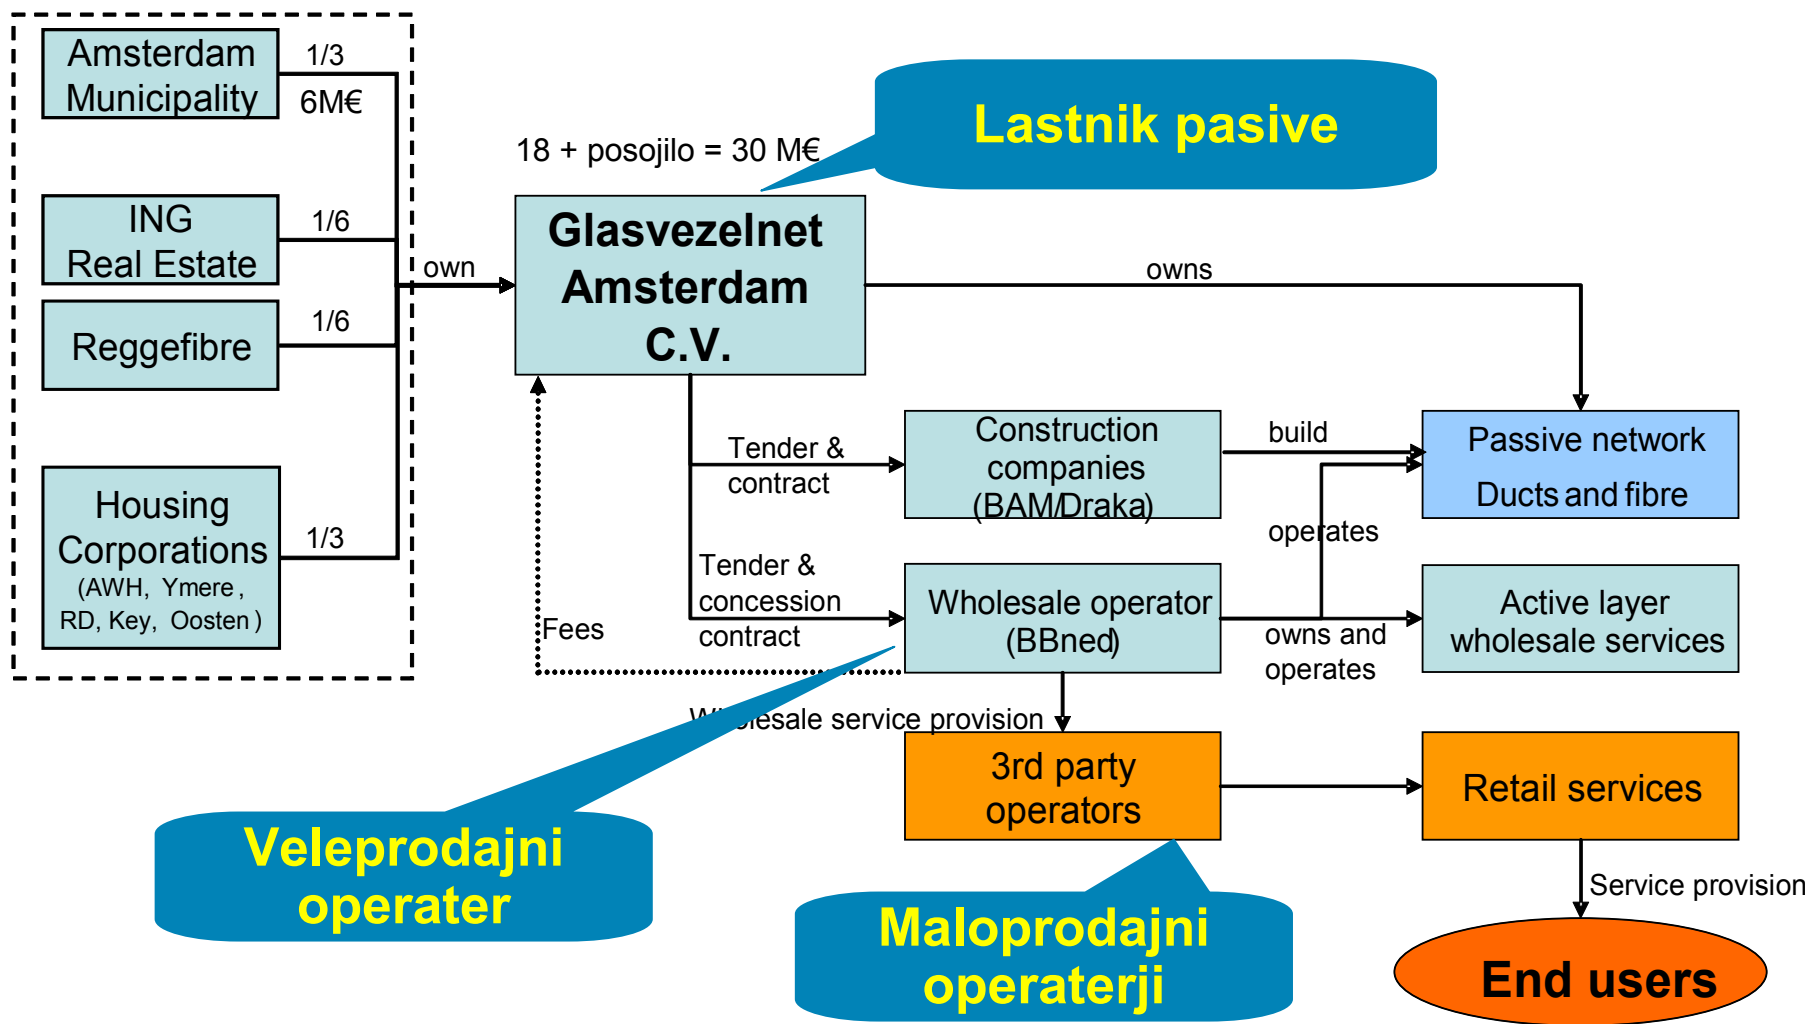 Amsterdam
Municipality
1/3
6M€
ING
Real Estate
1/6
Reggefibre
1/6
Housing
Corporations
(AWH, Ymere,
RD, Key, Oosten)
1/3
own
18 + posojilo = 30 M€
Lastnik pasive
Glasvezelnet
Amsterdam
C.V.
owns
Tender &
contract
Construction
companies
(BAM/Draka)
build
Passive network
Ducts and fibre
operates
Tender &
concession
contract
Fees
Wholesale operator
(BBned)
owns and
operates
Active layer
wholesale services
Wholesale service provision
3rd party
operators
Retail services
Veleprodajni
operater
Maloprodajni
operaterji
Service provision
End users